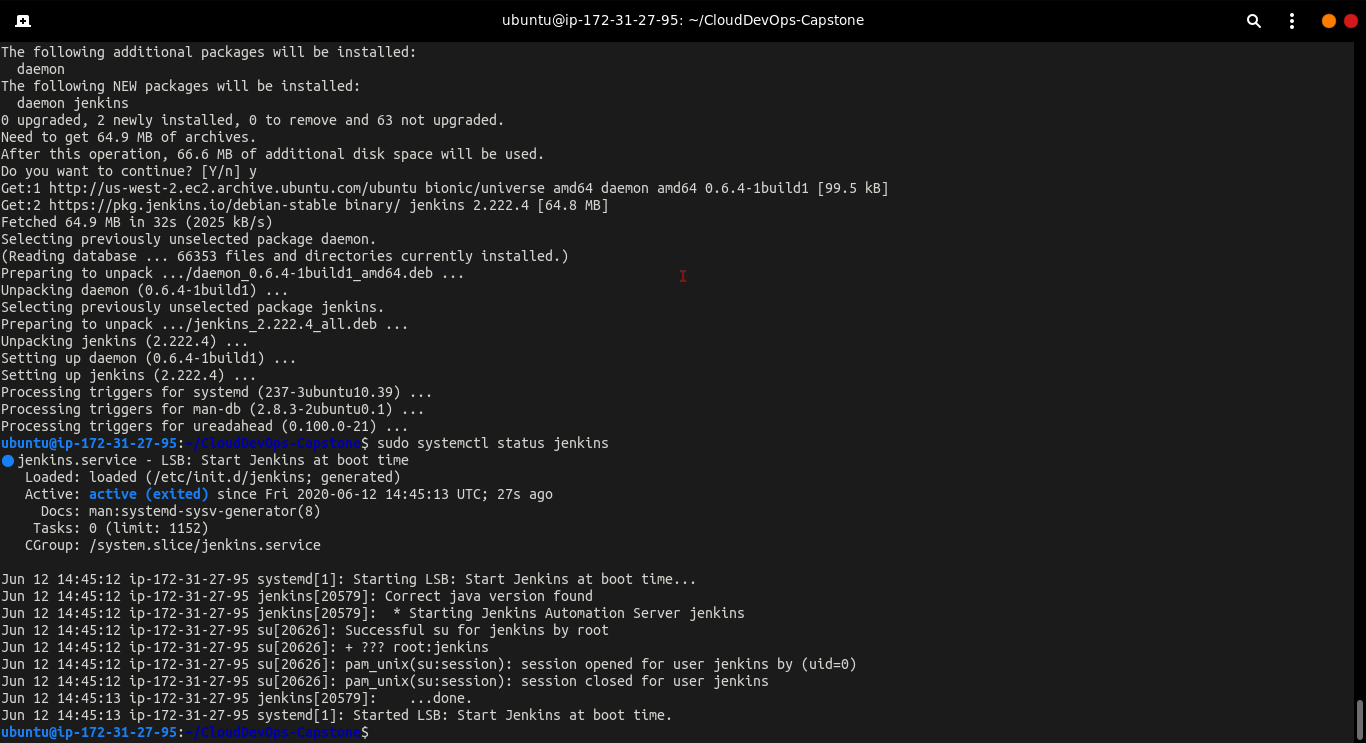 ubuntu@ip-172-31-27-95: ~/CloudDevOps-Capstone
The following additional packages will be installed:
  daemon
The following NEW packages will be installed:
  daemon jenkins
0 upgraded, 2 newly installed, 0 to remove and 63 not upgraded.
Need to get 64.9 MB of archives.
After this operation, 66.6 MB of additional disk space will be used.
Do you want to continue? [Y/n] y
Get:1 http://us-west-2.ec2.archive.ubuntu.com/ubuntu bionic/universe amd64 daemon amd64 0.6.4-1build1 [99.5 kB]
Get:2 https://pkg.jenkins.io/debian-stable binary/ jenkins 2.222.4 [64.8 MB]
Fetched 64.9 MB in 32s (2025 kB/s)
Selecting previously unselected package daemon.
(Reading database ... 66353 files and directories currently installed.)
Preparing to unpack .../daemon_0.6.4-1build1_amd64.deb ...
Unpacking daemon (0.6.4-1build1) ...
Selecting previously unselected package jenkins.
Preparing to unpack .../jenkins_2.222.4_all.deb ...
Unpacking jenkins (2.222.4) ...
Setting up daemon (0.6.4-1build1) ...
Setting up jenkins (2.222.4) ...
Processing triggers for systemd (237-3ubuntu10.39) ...
Processing triggers for man-db (2.8.3-2ubuntu0.1) ...
Processing triggers for ureadahead (0.100.0-21) ...
ubuntu@ip-172-31-27-95:~/CloudDevOps-Capstone$ sudo systemctl status jenkins
● jenkins.service - LSB: Start Jenkins at boot time
   Loaded: loaded (/etc/init.d/jenkins; generated)
   Active: active (exited) since Fri 2020-06-12 14:45:13 UTC; 27s ago
     Docs: man:systemd-sysv-generator(8)
    Tasks: 0 (limit: 1152)
   CGroup: /system.slice/jenkins.service

Jun 12 14:45:12 ip-172-31-27-95 systemd[1]: Starting LSB: Start Jenkins at boot time...
Jun 12 14:45:12 ip-172-31-27-95 jenkins[20579]: Correct java version found
Jun 12 14:45:12 ip-172-31-27-95 jenkins[20579]:  * Starting Jenkins Automation Server jenkins
Jun 12 14:45:12 ip-172-31-27-95 su[20626]: Successful su for jenkins by root
Jun 12 14:45:12 ip-172-31-27-95 su[20626]: + ??? root:jenkins
Jun 12 14:45:12 ip-172-31-27-95 su[20626]: pam_unix(su:session): session opened for user jenkins by (uid=0)
Jun 12 14:45:12 ip-172-31-27-95 su[20626]: pam_unix(su:session): session closed for user jenkins
Jun 12 14:45:13 ip-172-31-27-95 jenkins[20579]:    ...done.
Jun 12 14:45:13 ip-172-31-27-95 systemd[1]: Started LSB: Start Jenkins at boot time.
ubuntu@ip-172-31-27-95:~/CloudDevOps-Capstone$